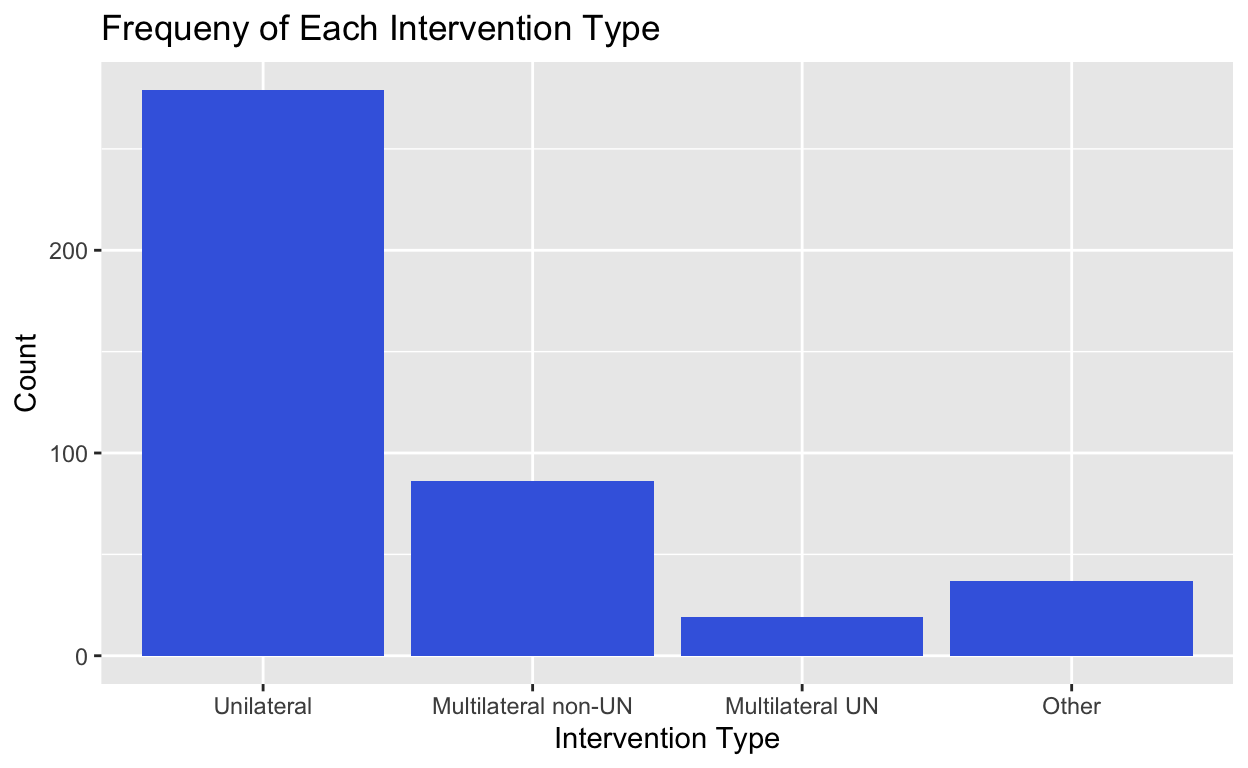 Frequeny of Each Intervention Type
200
100
0
Count
Unilateral
Multilateral non-UN
Multilateral UN
Other
Intervention Type